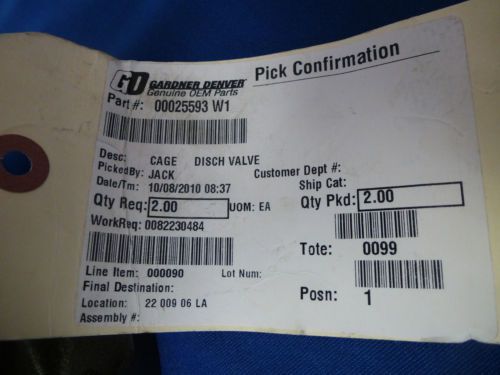 GD GARDNER DENVER Pick Confirmation
Genuine OEM Parts
Part #: 00025593 W1
Desc: CAGE DISCH VALVE
PickedBy: JACK Customer Dept #:
Date/Tm: 10/08/2010 08:37 Ship Cat:
Qty Req: 2.00 UOM: EA Qty Pkd: 2.00
WorkReq: 0082230484
Tote: 0099
Line Item: 000090 Lot Num:
Final Destination:
Posn: 1
Location: 22 009 06 LA
Assembly #: